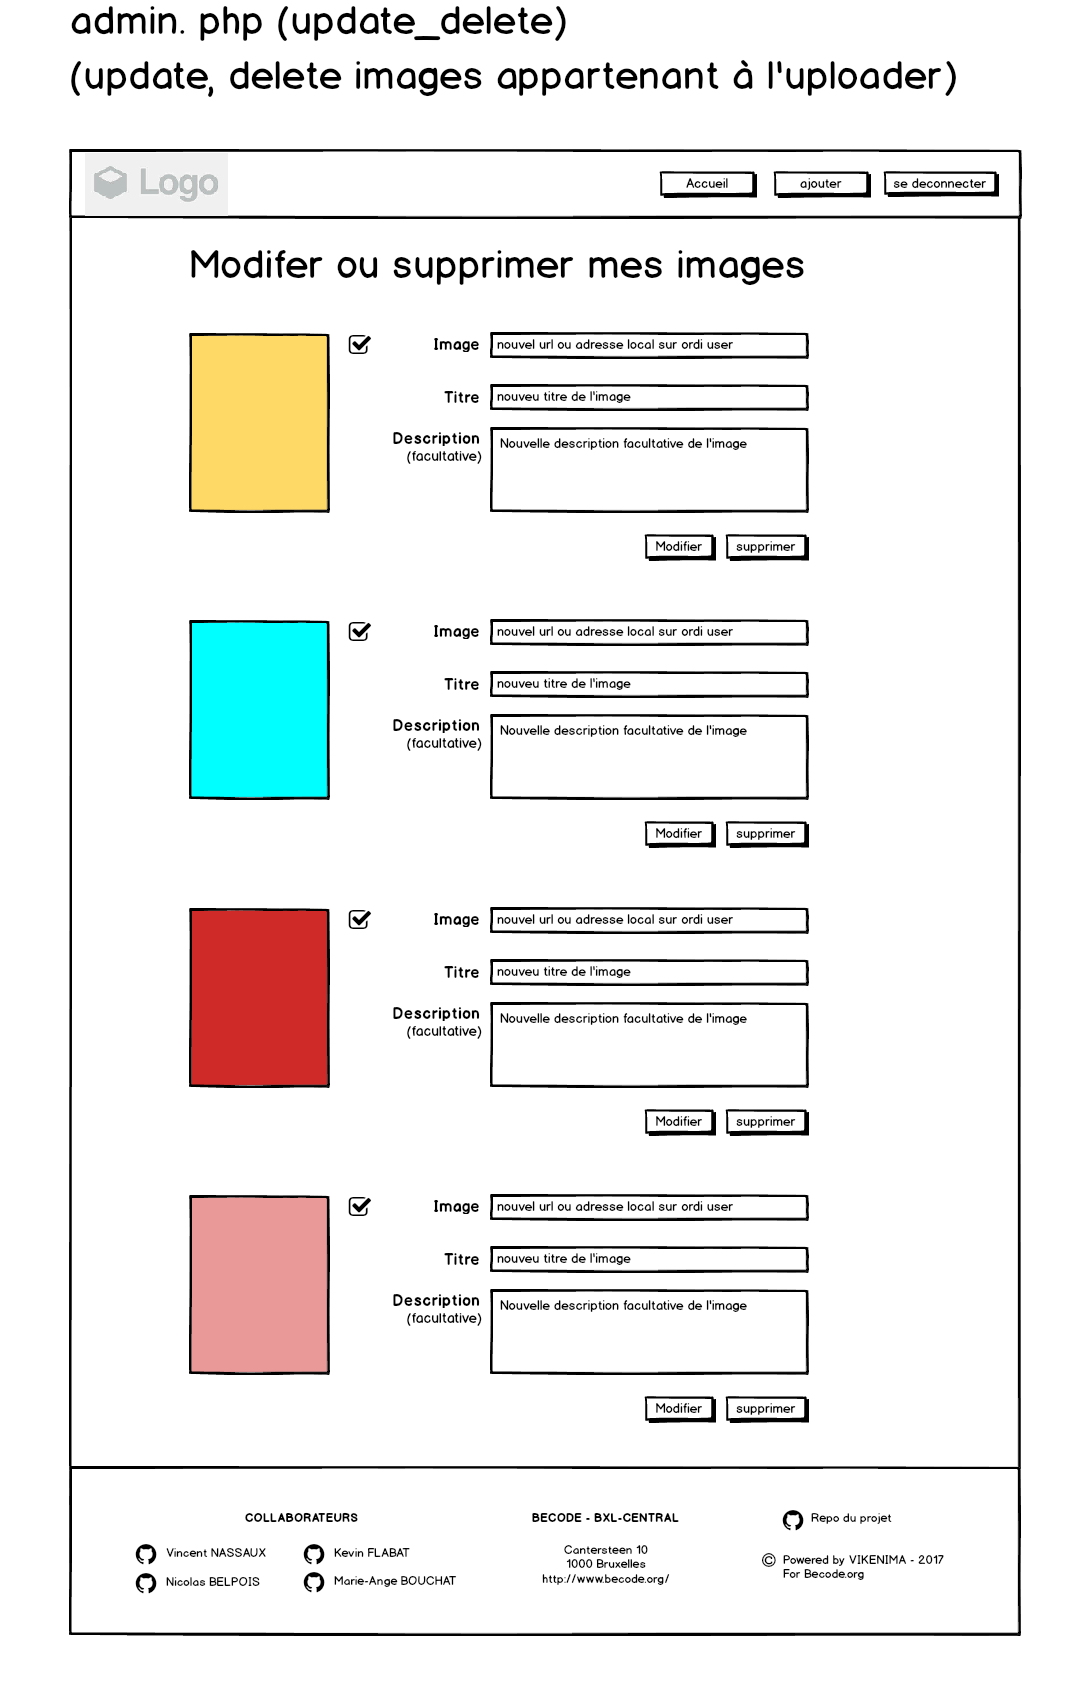 admin. php (update_delete)
(update, delete images appartenant à l'uploader)
Logo
Accueil
ajouter
se deconnecter
Modifer ou supprimer mes images
Image
nouvel url ou adresse local sur ordi user
Titre
nouveu titre de l'image
Description
(facultative)
Nouvelle description facultative de l'image
Modifier
supprimer
Image
nouvel url ou adresse local sur ordi user
Titre
nouveu titre de l'image
Description
(facultative)
Nouvelle description facultative de l'image
Modifier
supprimer
Image
nouvel url ou adresse local sur ordi user
Titre
nouveu titre de l'image
Description
(facultative)
Nouvelle description facultative de l'image
Modifier
supprimer
Image
nouvel url ou adresse local sur ordi user
Titre
nouveu titre de l'image
Description
(facultative)
Nouvelle description facultative de l'image
Modifier
supprimer
COLLABORATEURS
Vincent NASSAUX
Kevin FLABAT
Nicolas BELPOIS
Marie-Ange BOUCHAT
BECODE - BXL-CENTRAL
Cantersteen 10
1000 Bruxelles
http://www.becode.org/
Repo du projet
© Powered by VIKENIMA - 2017
For Becode.org